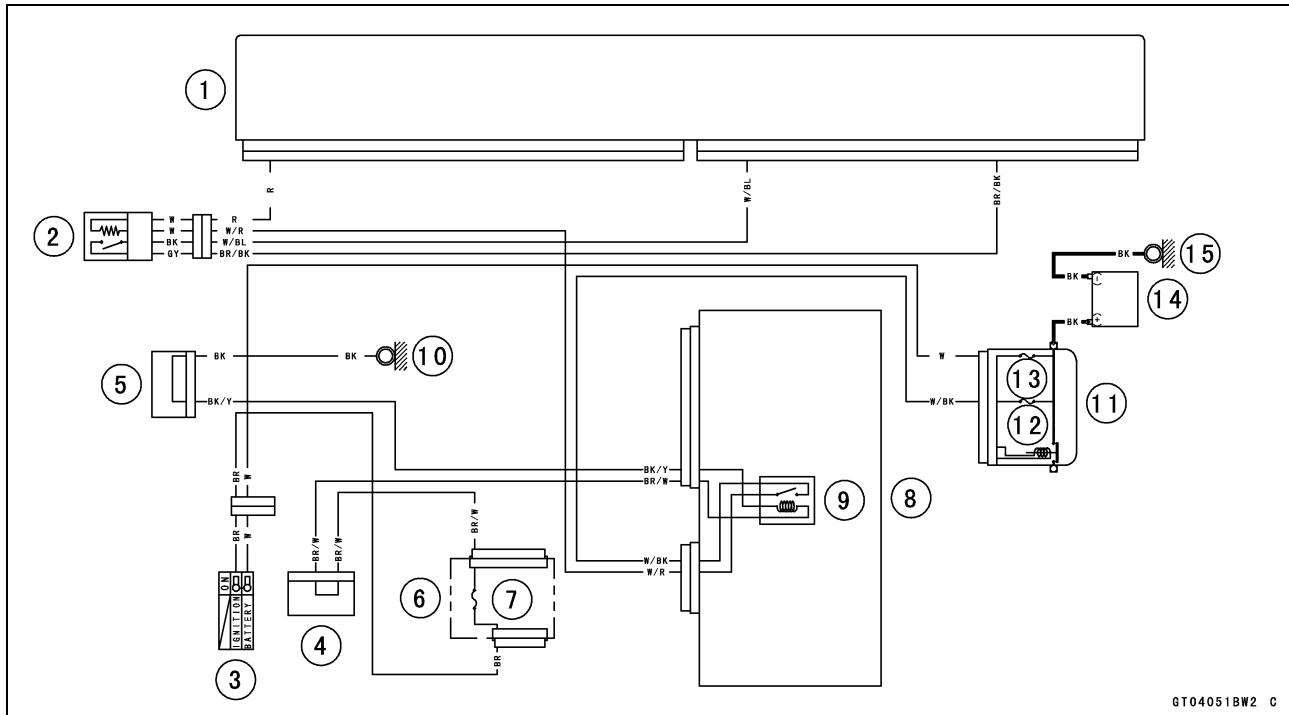 1
R
W/BL
BR/BK
2
W R
W W/R
BK W/BL
GY BR/BK
BK
15
(-)
14
(+)
BK
5
BK BK
10
W
13
11
BK/Y
W/BK
12
BR W
BK/Y
BR/W
9
8
BR/W
BR W
BR/W BR/W
W/BK
W/R
ON
IGNITION
BATTERY
6
7
4
3
BR
GT04051BW2 C